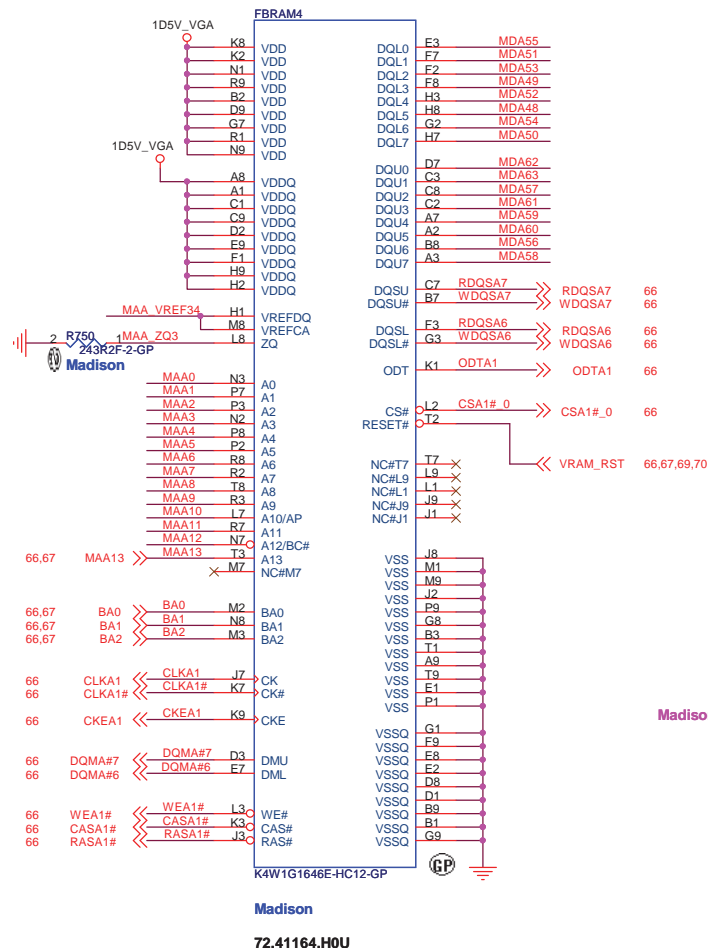 FBRAM4
1D5V_VGA
K8 VDD
K2 VDD
N1 VDD
R9 VDD
B2 VDD
D9 VDD
G7 VDD
R1 VDD
N9 VDD
1D5V_VGA
A8 VDDQ
A1 VDDQ
C1 VDDQ
C9 VDDQ
D2 VDDQ
E9 VDDQ
F1 VDDQ
H9 VDDQ
H2 VDDQ
MAA_VREF34 H1 VREFDQ
M8 VREFCA
2 R750 1 MAA_ZQ3 L8 ZQ
243R2F-2-GP
Madison
MAA0 N3 A0
MAA1 P7 A1
MAA2 P3 A2
MAA3 N2 A3
MAA4 P8 A4
MAA5 P2 A5
MAA6 R8 A6
MAA7 R2 A7
MAA8 T8 A8
MAA9 R3 A9
MAA10 L7 A10/AP
MAA11 R7 A11
MAA12 N7 A12/BC#
66,67 MAA13 MAA13 T3 A13
M7 NC#M7
66,67 BA0 BA0 M2 BA0
66,67 BA1 BA1 N8 BA1
66,67 BA2 BA2 M3 BA2
66 CLKA1 CLKA1 J7 CK
66 CLKA1# CLKA1# K7 CK#
66 CKEA1 CKEA1 K9 CKE
66 DQMA#7 DQMA#7 D3 DMU
66 DQMA#6 DQMA#6 E7 DML
66 WEA1# WEA1# L3 WE#
66 CASA1# CASA1# K3 CAS#
66 RASA1# RASA1# J3 RAS#
DQL0 E3 MDA55
DQL1 F7 MDA51
DQL2 F2 MDA53
DQL3 F8 MDA49
DQL4 H3 MDA52
DQL5 H8 MDA48
DQL6 G2 MDA54
DQL7 H7 MDA50
DQU0 D7 MDA62
DQU1 C3 MDA63
DQU2 C8 MDA57
DQU3 C2 MDA61
DQU4 A7 MDA59
DQU5 A2 MDA60
DQU6 B8 MDA56
DQU7 A3 MDA58
DQSU C7 RDQSA7 RDQSA7 66
DQSU# B7 WDQSA7 WDQSA7 66
DQSL F3 RDQSA6 RDQSA6 66
DQSL# G3 WDQSA6 WDQSA6 66
ODT K1 ODTA1 ODTA1 66
CS# L2 CSA1#_0 CSA1#_0 66
RESET# T2
VRAM_RST 66,67,69,70
NC#T7 T7
NC#L9 L9
NC#L1 L1
NC#J9 J9
NC#J1 J1
VSS J8
VSS M1
VSS M9
VSS J2
VSS P9
VSS G8
VSS B3
VSS T1
VSS A9
VSS T9
VSS E1
VSS P1
VSSQ G1
VSSQ F9
VSSQ E8
VSSQ E2
VSSQ D8
VSSQ D1
VSSQ B9
VSSQ B1
VSSQ G9
Madiso
GP
K4W1G1646E-HC12-GP
Madison
72.41164.H0U